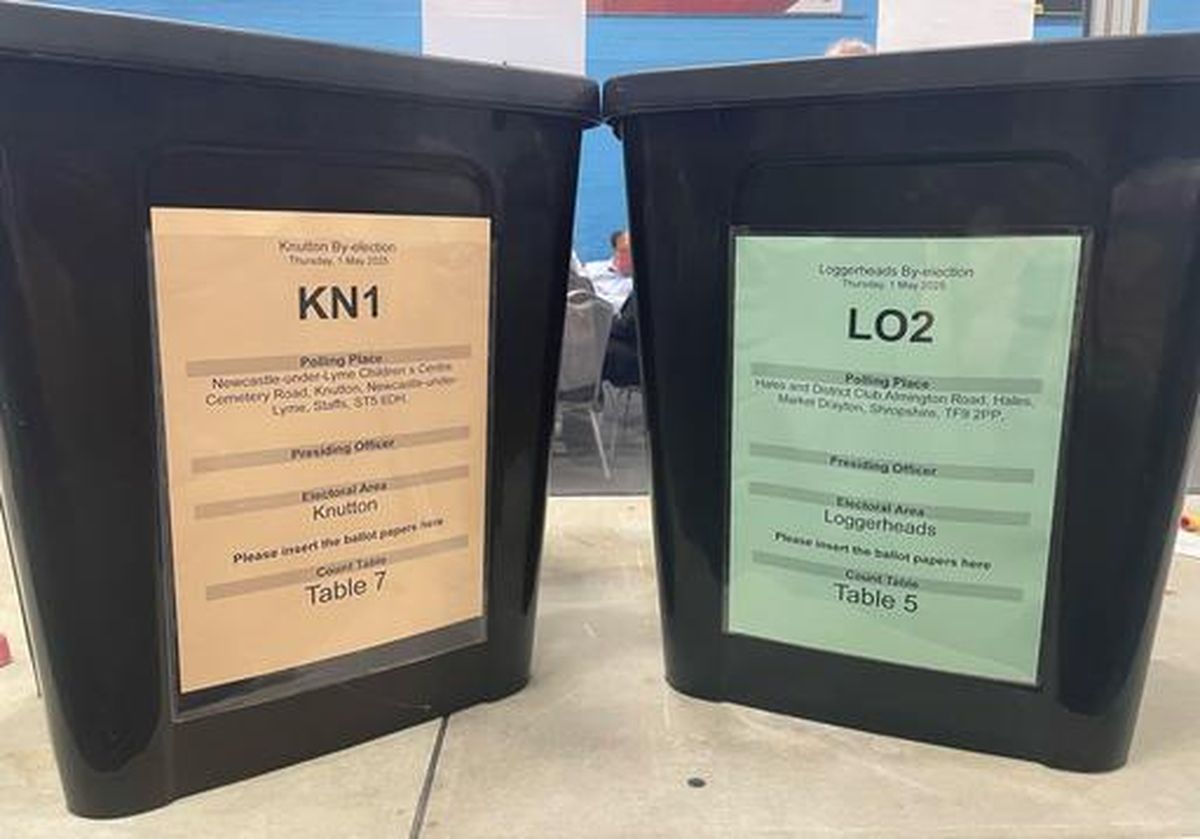 Knutton By-election
Thursday, 1 May 2025
KN1
Polling Place
Newcastle-under-Lyme Children's Centre,
Cemetery Road, Knutton, Newcastle-under-
Lyme, Staffs, ST5 6DH.
Presiding Officer
Electoral Area
Knutton
Please insert the ballot papers here
Count Table
Table 7
Loggerheads By-election
Thursday, 1 May 2025
LO2
Polling Place
Hales and District Club Almington Road, Hales,
Market Drayton, Shropshire, TF9 2PP.
Presiding Officer
Electoral Area
Loggerheads
Please insert the ballot papers here
Count Table
Table 5